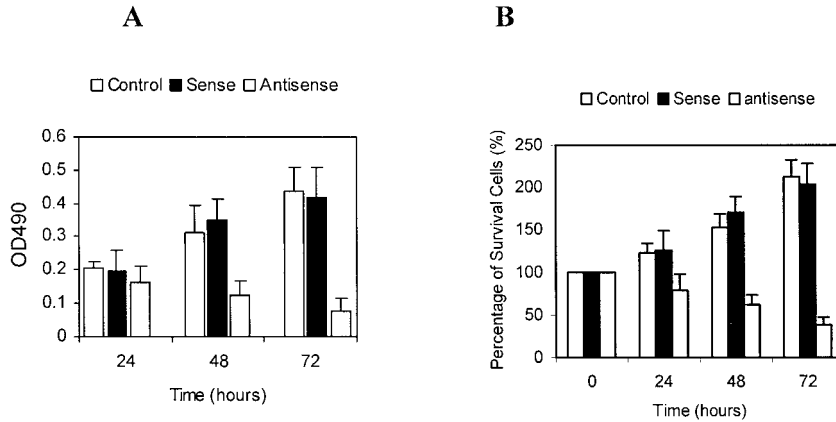 A
Control Sense Antisense
OD490
0.6
0.5
0.4
0.3
0.2
0.1
0
24 48 72
Time (hours)
B
Control Sense antisense
Percentage of Survival Cells (%)
250
200
150
100
50
0
0 24 48 72
Time (hours)